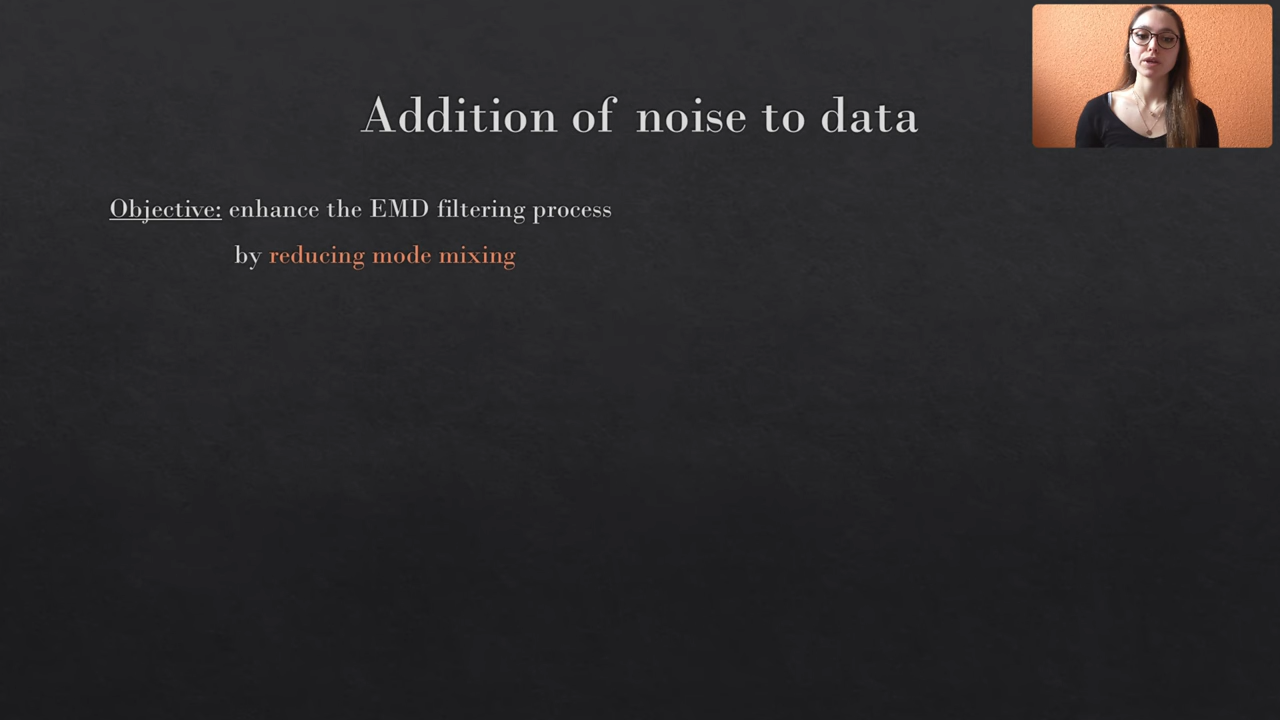 Addition of noise to data
Objective: enhance the EMD filtering process
by reducing mode mixing